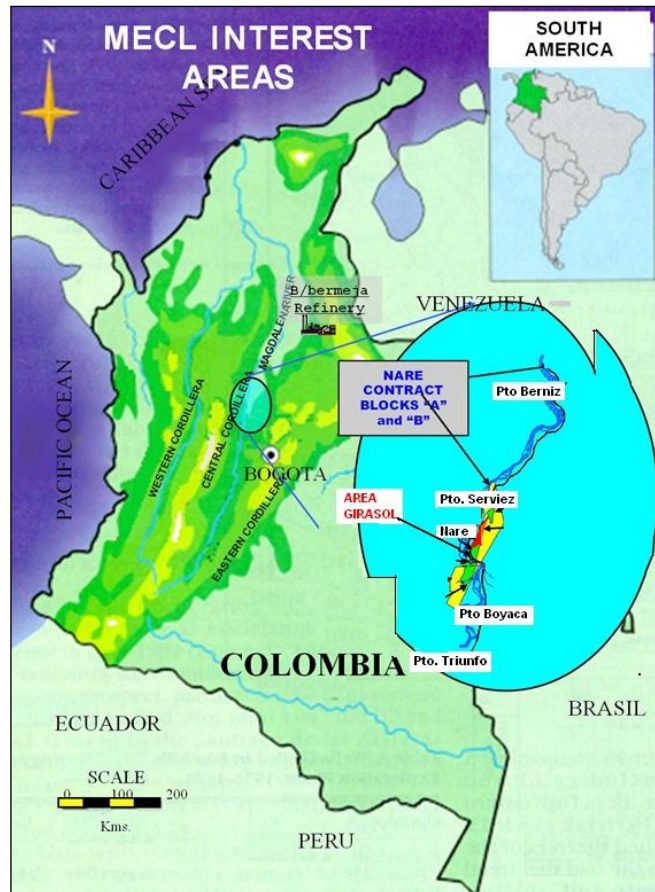 MECL INTEREST
AREAS
SOUTH
AMERICA
N
CARIBBEAN
B/bermeja
Refinery
VENEZUELA
MAGDALENA RIVER
NARE
CONTRACT
BLOCKS “A”
and “B”
Pto Berniz
PACIFIC OCEAN
WESTERN CORDILLERA
CENTRAL CORDILLERA
EASTERN CORDILLERA
BOGOTA
Pto. Serviez
AREA
GIRASOL
Nare
Pto Boyaca
Pto. Triunfo
COLOMBIA
BRASIL
ECUADOR
SCALE
0
100
200
Kms.
PERU